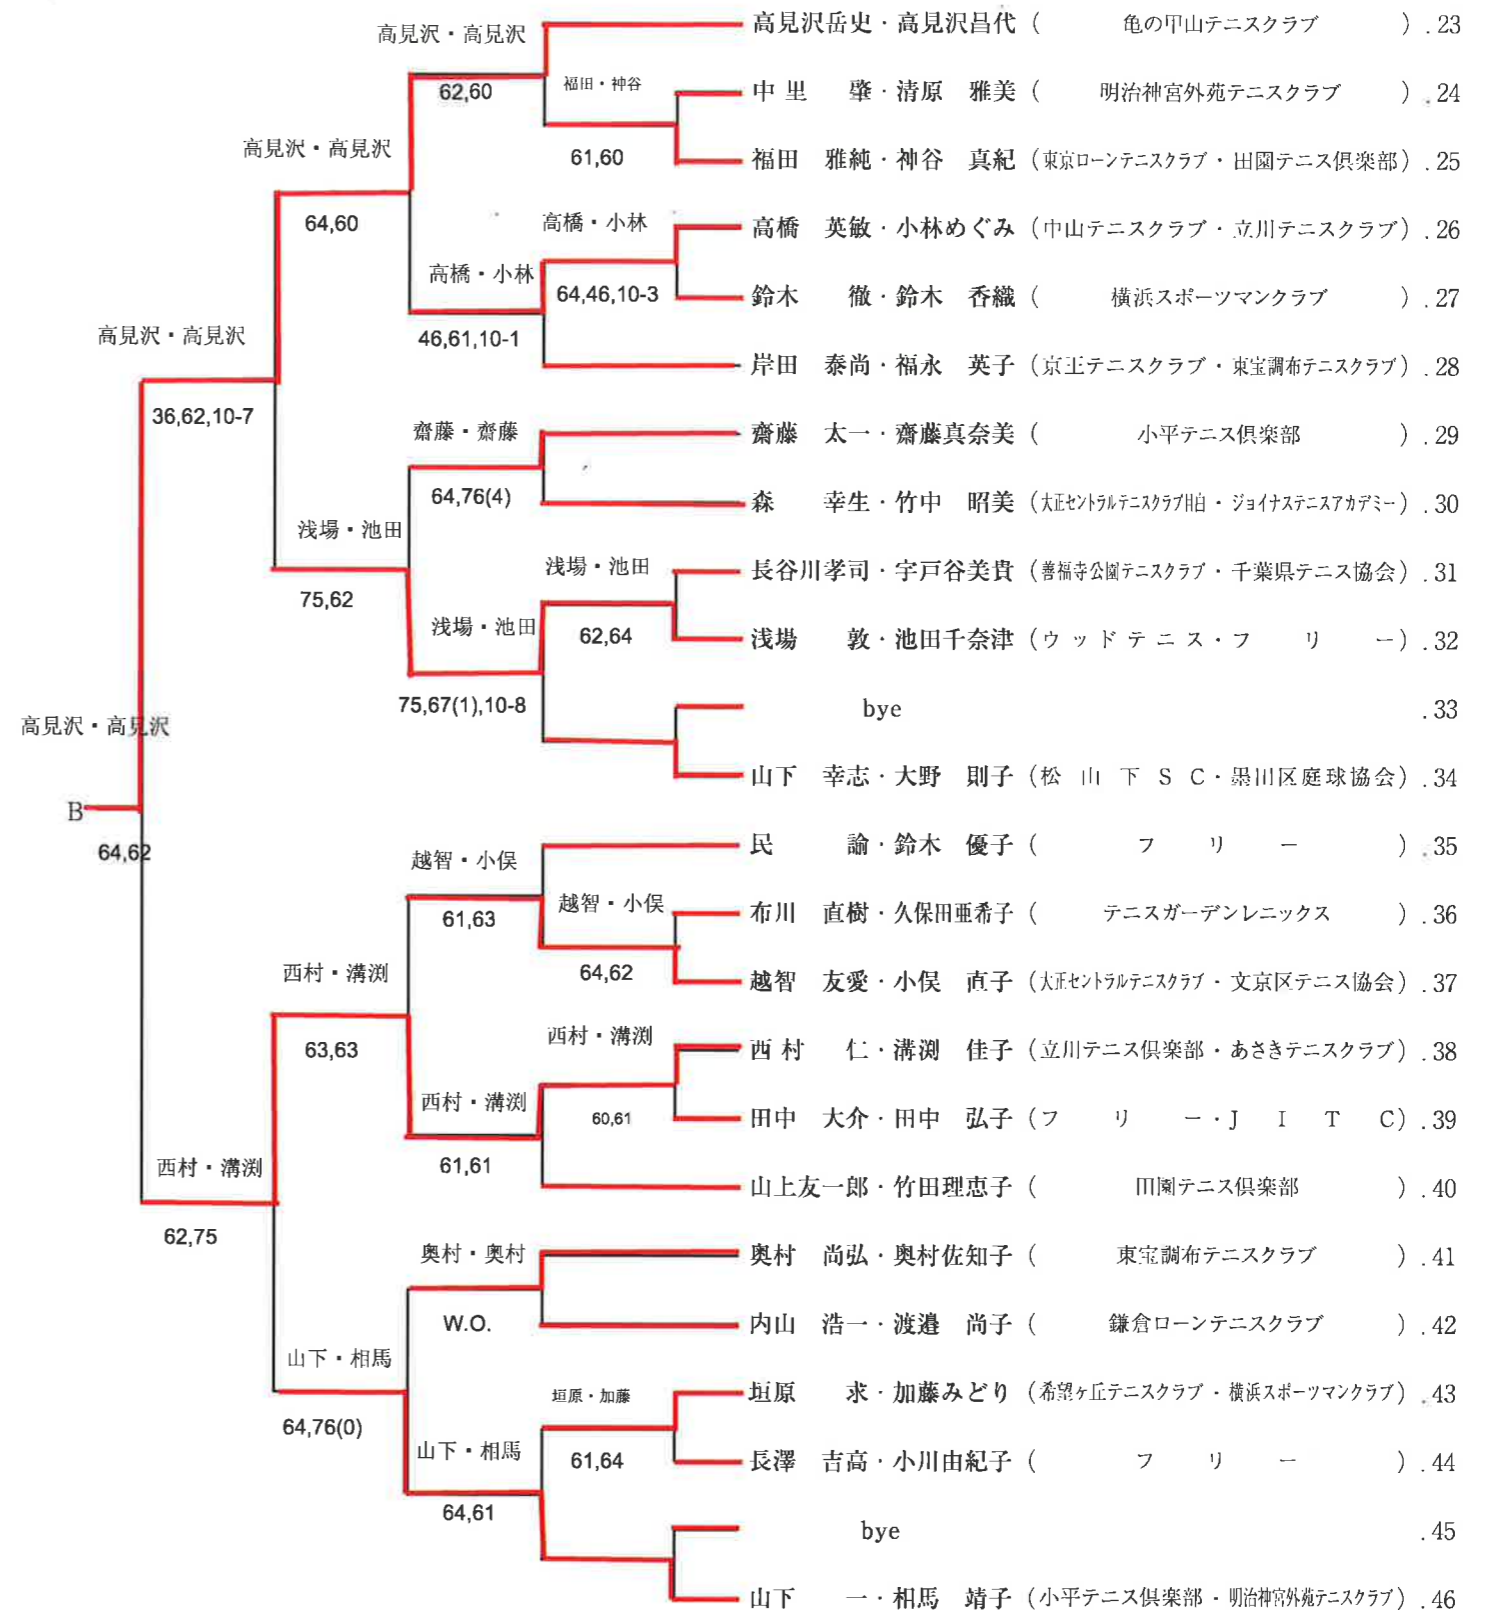 高見沢・高見沢
高見沢岳史・高見沢昌代 ( 亀の甲山テニスクラブ ) . 23
62,60
福田・神谷
中里 肇・清原 雅美 ( 明治神宮外苑テニスクラブ ) . 24
高見沢・高見沢
61,60
福田 雅純・神谷 真紀 (東京ローンテニスクラブ・田園テニス倶楽部) . 25
64,60
高橋・小林
高橋 英敏・小林めぐみ (中山テニスクラブ・立川テニスクラブ) . 26
高橋・小林
64,46,10-3
鈴木 徹・鈴木 香織 ( 横浜スポーツマンクラブ ) . 27
高見沢・高見沢
46,61,10-1
岸田 泰尚・福永 英子 (京王テニスクラブ・東宝調布テニスクラブ) . 28
36,62,10-7
齋藤・齋藤
齋藤 太一・齋藤真奈美 ( 小平テニス倶楽部 ) . 29
64,76(4)
森 幸生・竹中 昭美 (大正セントラルテニスクラブ目白・ジョイナステニスアカデミー) . 30
浅場・池田
浅場・池田
長谷川孝司・宇戸谷美貴 (善福寺公園テニスクラブ・千葉県テニス協会) . 31
75,62
浅場・池田
62,64
浅場 敦・池田千奈津 (ウッドテニス・フ リ ー) . 32
75,67(1),10-8
bye . 33
高見沢・高見沢
山下 幸志・大野 則子 (松山下SC・墨田区庭球協会) . 34
B
64,62
越智・小俣
民 諭・鈴木 優子 ( フ リ ー ) . 35
61,63
越智・小俣
布川 直樹・久保田亜希子 ( テニスガーデンレニックス ) . 36
西村・溝渕
64,62
越智 友愛・小俣 直子 (大正セントラルテニスクラブ・文京区テニス協会) . 37
63,63
西村・溝渕
西村 仁・溝渕 佳子 (立川テニス倶楽部・あさきテニスクラブ) . 38
西村・溝渕
60,61
田中 大介・田中 弘子 (フ リ ー・J I T C) . 39
西村・溝渕
61,61
山上友一郎・竹田理恵子 ( 田園テニス倶楽部 ) . 40
62,75
奥村・奥村
奥村 尚弘・奥村佐知子 ( 東宝調布テニスクラブ ) . 41
W.O.
内山 浩一・渡邉 尚子 ( 鎌倉ローンテニスクラブ ) . 42
山下・相馬
垣原・加藤
垣原 求・加藤みどり (希望ヶ丘テニスクラブ・横浜スポーツマンクラブ) . 43
64,76(0)
山下・相馬
61,64
長澤 吉高・小川由紀子 ( フ リ ー ) . 44
64,61
bye . 45
山下 一・相馬 靖子 (小平テニス倶楽部・明治神宮外苑テニスクラブ) . 46